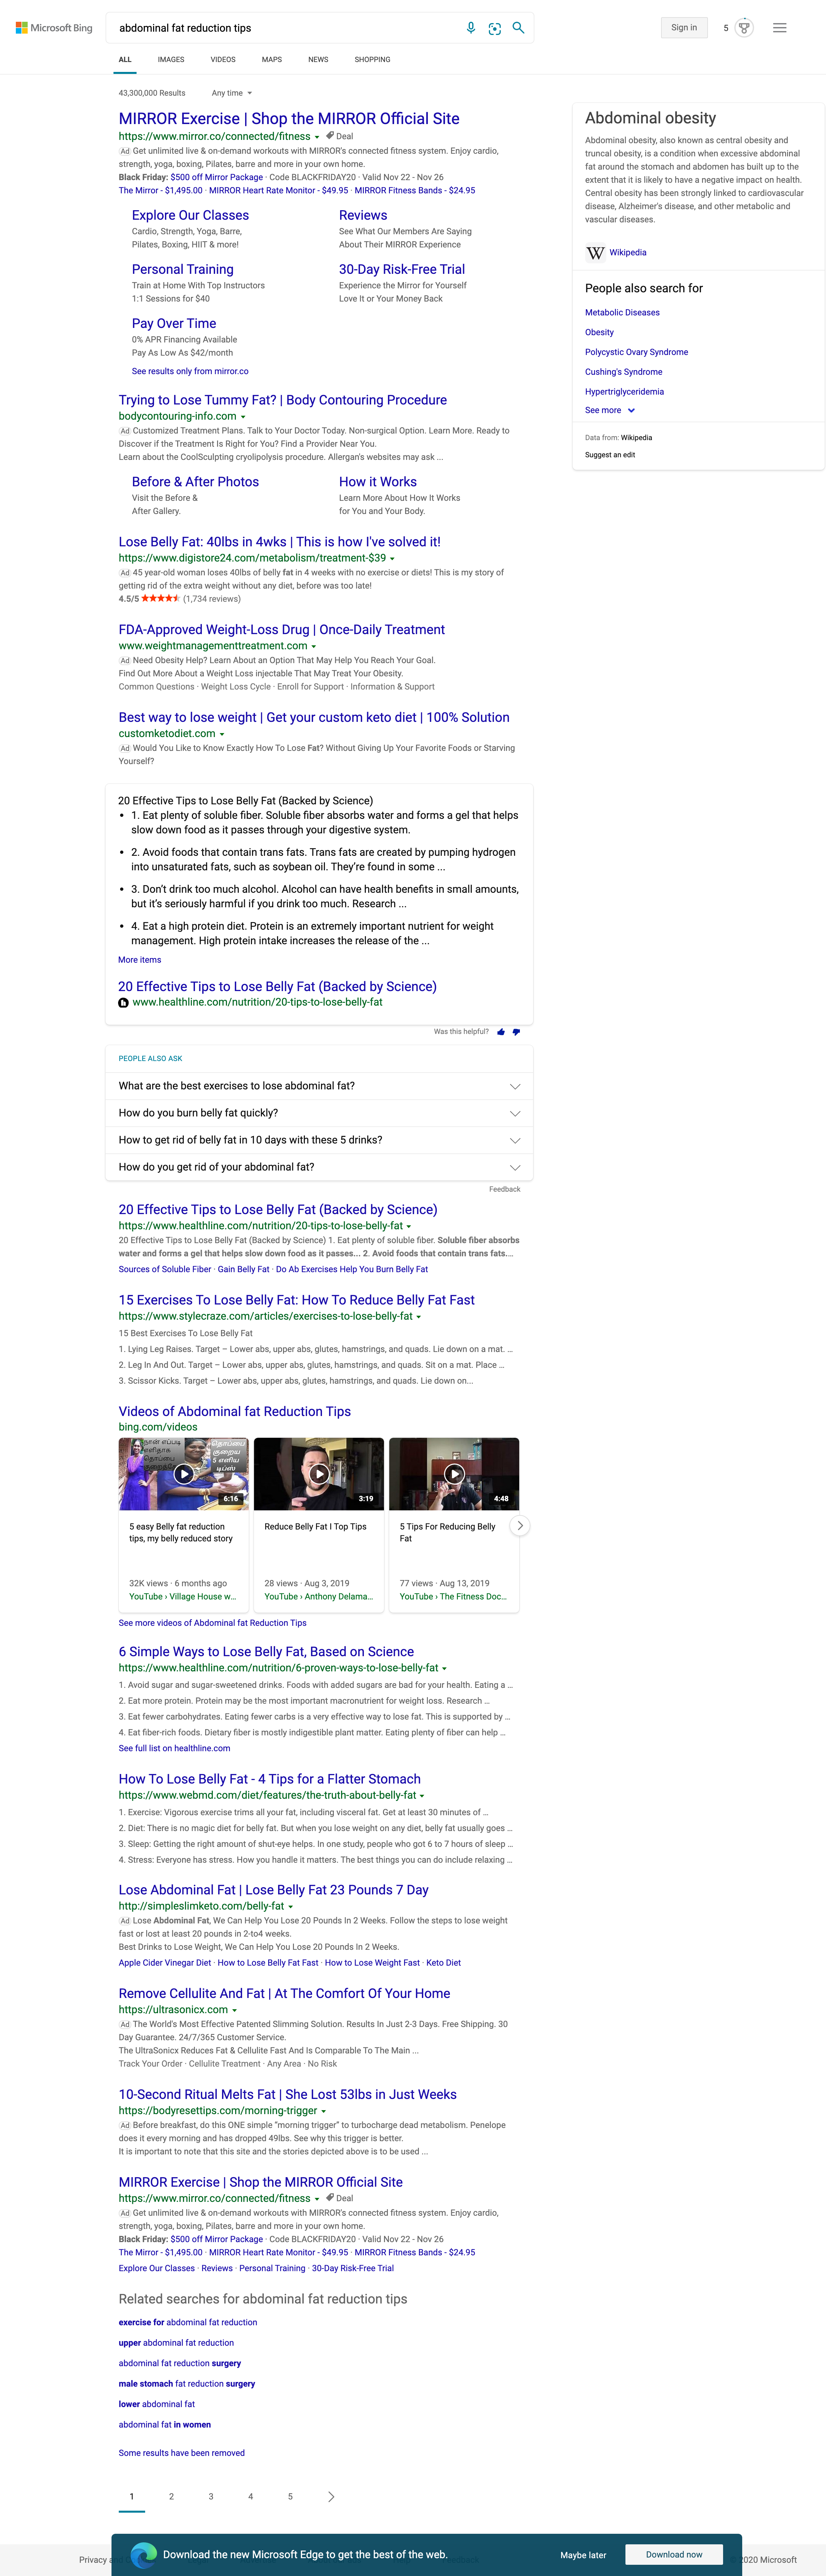 Microsoft Bing
abdominal fat reduction tips
Sign in
5
ALL IMAGES VIDEOS MAPS NEWS SHOPPING
43,300,000 Results Any time
MIRROR Exercise | Shop the MIRROR Official Site
https://www.mirror.co/connected/fitness Deal
Ad Get unlimited live & on-demand workouts with MIRROR's connected fitness system. Enjoy cardio,
strength, yoga, boxing, Pilates, barre and more in your own home.
Black Friday: $500 off Mirror Package · Code BLACKFRIDAY20 · Valid Nov 22 - Nov 26
The Mirror - $1,495.00 · MIRROR Heart Rate Monitor - $49.95 · MIRROR Fitness Bands - $24.95
Explore Our Classes
Cardio, Strength, Yoga, Barre,
Pilates, Boxing, HIIT & more!
Reviews
See What Our Members Are Saying
About Their MIRROR Experience
Personal Training
Train at Home With Top Instructors
1:1 Sessions for $40
30-Day Risk-Free Trial
Experience the Mirror for Yourself
Love It or Your Money Back
Pay Over Time
0% APR Financing Available
Pay As Low As $42/month
See results only from mirror.co
Trying to Lose Tummy Fat? | Body Contouring Procedure
bodycontouring-info.com
Ad Customized Treatment Plans. Talk to Your Doctor Today. Non-surgical Option. Learn More. Ready to
Discover if the Treatment Is Right for You? Find a Provider Near You.
Learn about the CoolSculpting cryolipolysis procedure. Allergan's websites may ask ...
Before & After Photos
Visit the Before &
After Gallery.
How it Works
Learn More About How It Works
for You and Your Body.
Lose Belly Fat: 40lbs in 4wks | This is how I've solved it!
https://www.digistore24.com/metabolism/treatment-$39
Ad 45 year-old woman loses 40lbs of belly fat in 4 weeks with no exercise or diets! This is my story of
getting rid of the extra weight without any diet, before was too late!
4.5/5 (1,734 reviews)
FDA-Approved Weight-Loss Drug | Once-Daily Treatment
www.weightmanagementtreatment.com
Ad Need Obesity Help? Learn About an Option That May Help You Reach Your Goal.
Find Out More About a Weight Loss injectable That May Treat Your Obesity.
Common Questions · Weight Loss Cycle · Enroll for Support · Information & Support
Best way to lose weight | Get your custom keto diet | 100% Solution
customketodiet.com
Ad Would You Like to Know Exactly How To Lose Fat? Without Giving Up Your Favorite Foods or Starving
Yourself?
20 Effective Tips to Lose Belly Fat (Backed by Science)
• 1. Eat plenty of soluble fiber. Soluble fiber absorbs water and forms a gel that helps
slow down food as it passes through your digestive system.
• 2. Avoid foods that contain trans fats. Trans fats are created by pumping hydrogen
into unsaturated fats, such as soybean oil. They're found in some ...
• 3. Don't drink too much alcohol. Alcohol can have health benefits in small amounts,
but it's seriously harmful if you drink too much. Research ...
• 4. Eat a high protein diet. Protein is an extremely important nutrient for weight
management. High protein intake increases the release of the ...
More items
20 Effective Tips to Lose Belly Fat (Backed by Science)
www.healthline.com/nutrition/20-tips-to-lose-belly-fat
Was this helpful?
PEOPLE ALSO ASK
What are the best exercises to lose abdominal fat?
How do you burn belly fat quickly?
How to get rid of belly fat in 10 days with these 5 drinks?
How do you get rid of your abdominal fat?
Feedback
20 Effective Tips to Lose Belly Fat (Backed by Science)
https://www.healthline.com/nutrition/20-tips-to-lose-belly-fat
20 Effective Tips to Lose Belly Fat (Backed by Science) 1. Eat plenty of soluble fiber. Soluble fiber absorbs
water and forms a gel that helps slow down food as it passes... 2. Avoid foods that contain trans fats....
Sources of Soluble Fiber · Gain Belly Fat · Do Ab Exercises Help You Burn Belly Fat
15 Exercises To Lose Belly Fat: How To Reduce Belly Fat Fast
https://www.stylecraze.com/articles/exercises-to-lose-belly-fat
15 Best Exercises To Lose Belly Fat
1. Lying Leg Raises. Target – Lower abs, upper abs, glutes, hamstrings, and quads. Lie down on a mat. ...
2. Leg In And Out. Target – Lower abs, upper abs, glutes, hamstrings, and quads. Sit on a mat. Place ...
3. Scissor Kicks. Target – Lower abs, upper abs, glutes, hamstrings, and quads. Lie down on...
Videos of Abdominal fat Reduction Tips
bing.com/videos
6:16
5 easy Belly fat reduction
tips, my belly reduced story
32K views · 6 months ago
YouTube › Village House w...
3:19
Reduce Belly Fat I Top Tips
28 views · Aug 3, 2019
YouTube › Anthony Delama...
4:48
5 Tips For Reducing Belly
Fat
77 views · Aug 13, 2019
YouTube › The Fitness Doc...
See more videos of Abdominal fat Reduction Tips
6 Simple Ways to Lose Belly Fat, Based on Science
https://www.healthline.com/nutrition/6-proven-ways-to-lose-belly-fat
1. Avoid sugar and sugar-sweetened drinks. Foods with added sugars are bad for your health. Eating a ...
2. Eat more protein. Protein may be the most important macronutrient for weight loss. Research ...
3. Eat fewer carbohydrates. Eating fewer carbs is a very effective way to lose fat. This is supported by ...
4. Eat fiber-rich foods. Dietary fiber is mostly indigestible plant matter. Eating plenty of fiber can help ...
See full list on healthline.com
How To Lose Belly Fat - 4 Tips for a Flatter Stomach
https://www.webmd.com/diet/features/the-truth-about-belly-fat
1. Exercise: Vigorous exercise trims all your fat, including visceral fat. Get at least 30 minutes of ...
2. Diet: There is no magic diet for belly fat. But when you lose weight on any diet, belly fat usually goes ...
3. Sleep: Getting the right amount of shut-eye helps. In one study, people who got 6 to 7 hours of sleep ...
4. Stress: Everyone has stress. How you handle it matters. The best things you can do include relaxing ...
Lose Abdominal Fat | Lose Belly Fat 23 Pounds 7 Day
http://simpleslimketo.com/belly-fat
Ad Lose Abdominal Fat, We Can Help You Lose 20 Pounds In 2 Weeks. Follow the steps to lose weight
fast or lost at least 20 pounds in 2-to4 weeks.
Best Drinks to Lose Weight, We Can Help You Lose 20 Pounds In 2 Weeks.
Apple Cider Vinegar Diet · How to Lose Belly Fat Fast · How to Lose Weight Fast · Keto Diet
Remove Cellulite And Fat | At The Comfort Of Your Home
https://ultrasonicx.com
Ad The World's Most Effective Patented Slimming Solution. Results In Just 2-3 Days. Free Shipping. 30
Day Guarantee. 24/7/365 Customer Service.
The UltraSonicx Reduces Fat & Cellulite Fast And Is Comparable To The Main ...
Track Your Order · Cellulite Treatment · Any Area · No Risk
10-Second Ritual Melts Fat | She Lost 53lbs in Just Weeks
https://bodyresettips.com/morning-trigger
Ad Before breakfast, do this ONE simple "morning trigger" to turbocharge dead metabolism. Penelope
does it every morning and has dropped 49lbs. See why this trigger is better.
It is important to note that this site and the stories depicted above is to be used ...
MIRROR Exercise | Shop the MIRROR Official Site
https://www.mirror.co/connected/fitness Deal
Ad Get unlimited live & on-demand workouts with MIRROR's connected fitness system. Enjoy cardio,
strength, yoga, boxing, Pilates, barre and more in your own home.
Black Friday: $500 off Mirror Package · Code BLACKFRIDAY20 · Valid Nov 22 - Nov 26
The Mirror - $1,495.00 · MIRROR Heart Rate Monitor - $49.95 · MIRROR Fitness Bands - $24.95
Explore Our Classes · Reviews · Personal Training · 30-Day Risk-Free Trial
Related searches for abdominal fat reduction tips
exercise for abdominal fat reduction
upper abdominal fat reduction
abdominal fat reduction surgery
male stomach fat reduction surgery
lower abdominal fat
abdominal fat in women
Some results have been removed
1 2 3 4 5
Abdominal obesity
Abdominal obesity, also known as central obesity and
truncal obesity, is a condition when excessive abdominal
fat around the stomach and abdomen has built up to the
extent that it is likely to have a negative impact on health.
Central obesity has been strongly linked to cardiovascular
disease, Alzheimer's disease, and other metabolic and
vascular diseases.
W Wikipedia
People also search for
Metabolic Diseases
Obesity
Polycystic Ovary Syndrome
Cushing's Syndrome
Hypertriglyceridemia
See more
Data from: Wikipedia
Suggest an edit
Privacy
Download the new Microsoft Edge to get the best of the web.
Maybe later
Download now
2020 Microsoft